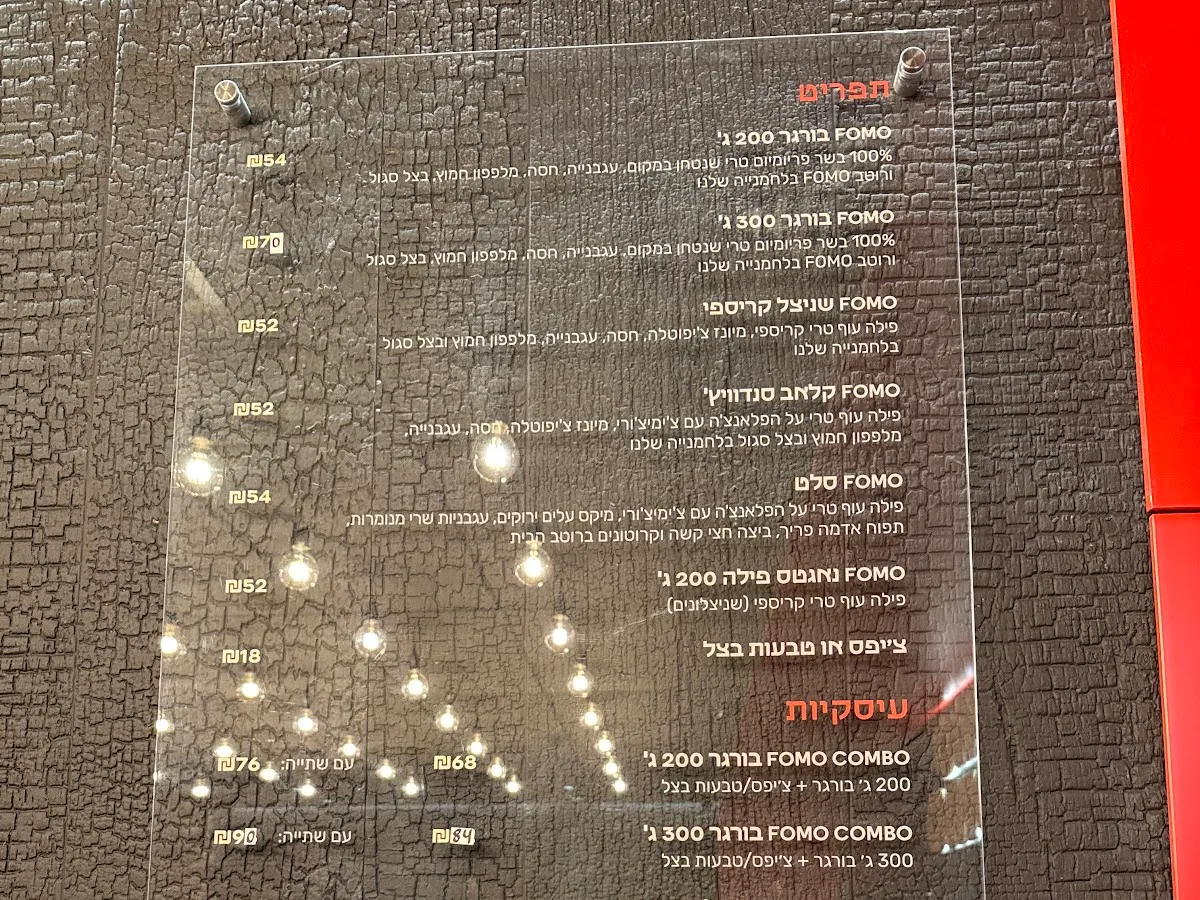 תפריט
FOMO בורגר 200 ג'
₪54
100% בשר פרימיום טרי שנטחן במקום, עגבנייה, חסה, מלפפון חמוץ, בצל סגול
ורוטב FOMO בלחמנייה שלנו
FOMO בורגר 300 ג'
₪70
100% בשר פרימיום טרי שנטחן במקום, עגבנייה, חסה, מלפפון חמוץ, בצל סגול
ורוטב FOMO בלחמנייה שלנו
FOMO שניצל קריספי
₪52
פילה עוף טרי קריספי, מיונז צ'יפוטלה, חסה, עגבנייה, מלפפון חמוץ ובצל סגול
בלחמנייה שלנו
FOMO קלאב סנדוויץ'
₪52
פילה עוף טרי על הפלאנצ'ה עם צ'ימיצ'ורי, מיונז צ'יפוטלה, חסה, עגבנייה,
מלפפון חמוץ ובצל סגול בלחמנייה שלנו
FOMO סלט
₪54
פילה עוף טרי על הפלאנצ'ה עם צ'ימיצ'ורי, מיקס עלים ירוקים, עגבניות שרי מנומרות,
תפוח אדמה פריך, ביצה חצי קשה וקרוטונים ברוטב הבית
FOMO נאגטס פילה 200 ג'
₪52
פילה עוף טרי קריספי (שניצלונים)
צ'יפס או טבעות בצל
₪18
עיסקיות
FOMO COMBO בורגר 200 ג' ₪68 עם שתייה: ₪76
200 ג' בורגר + צ'יפס/טבעות בצל
FOMO COMBO בורגר 300 ג' ₪84 עם שתייה: ₪90
300 ג' בורגר + צ'יפס/טבעות בצל